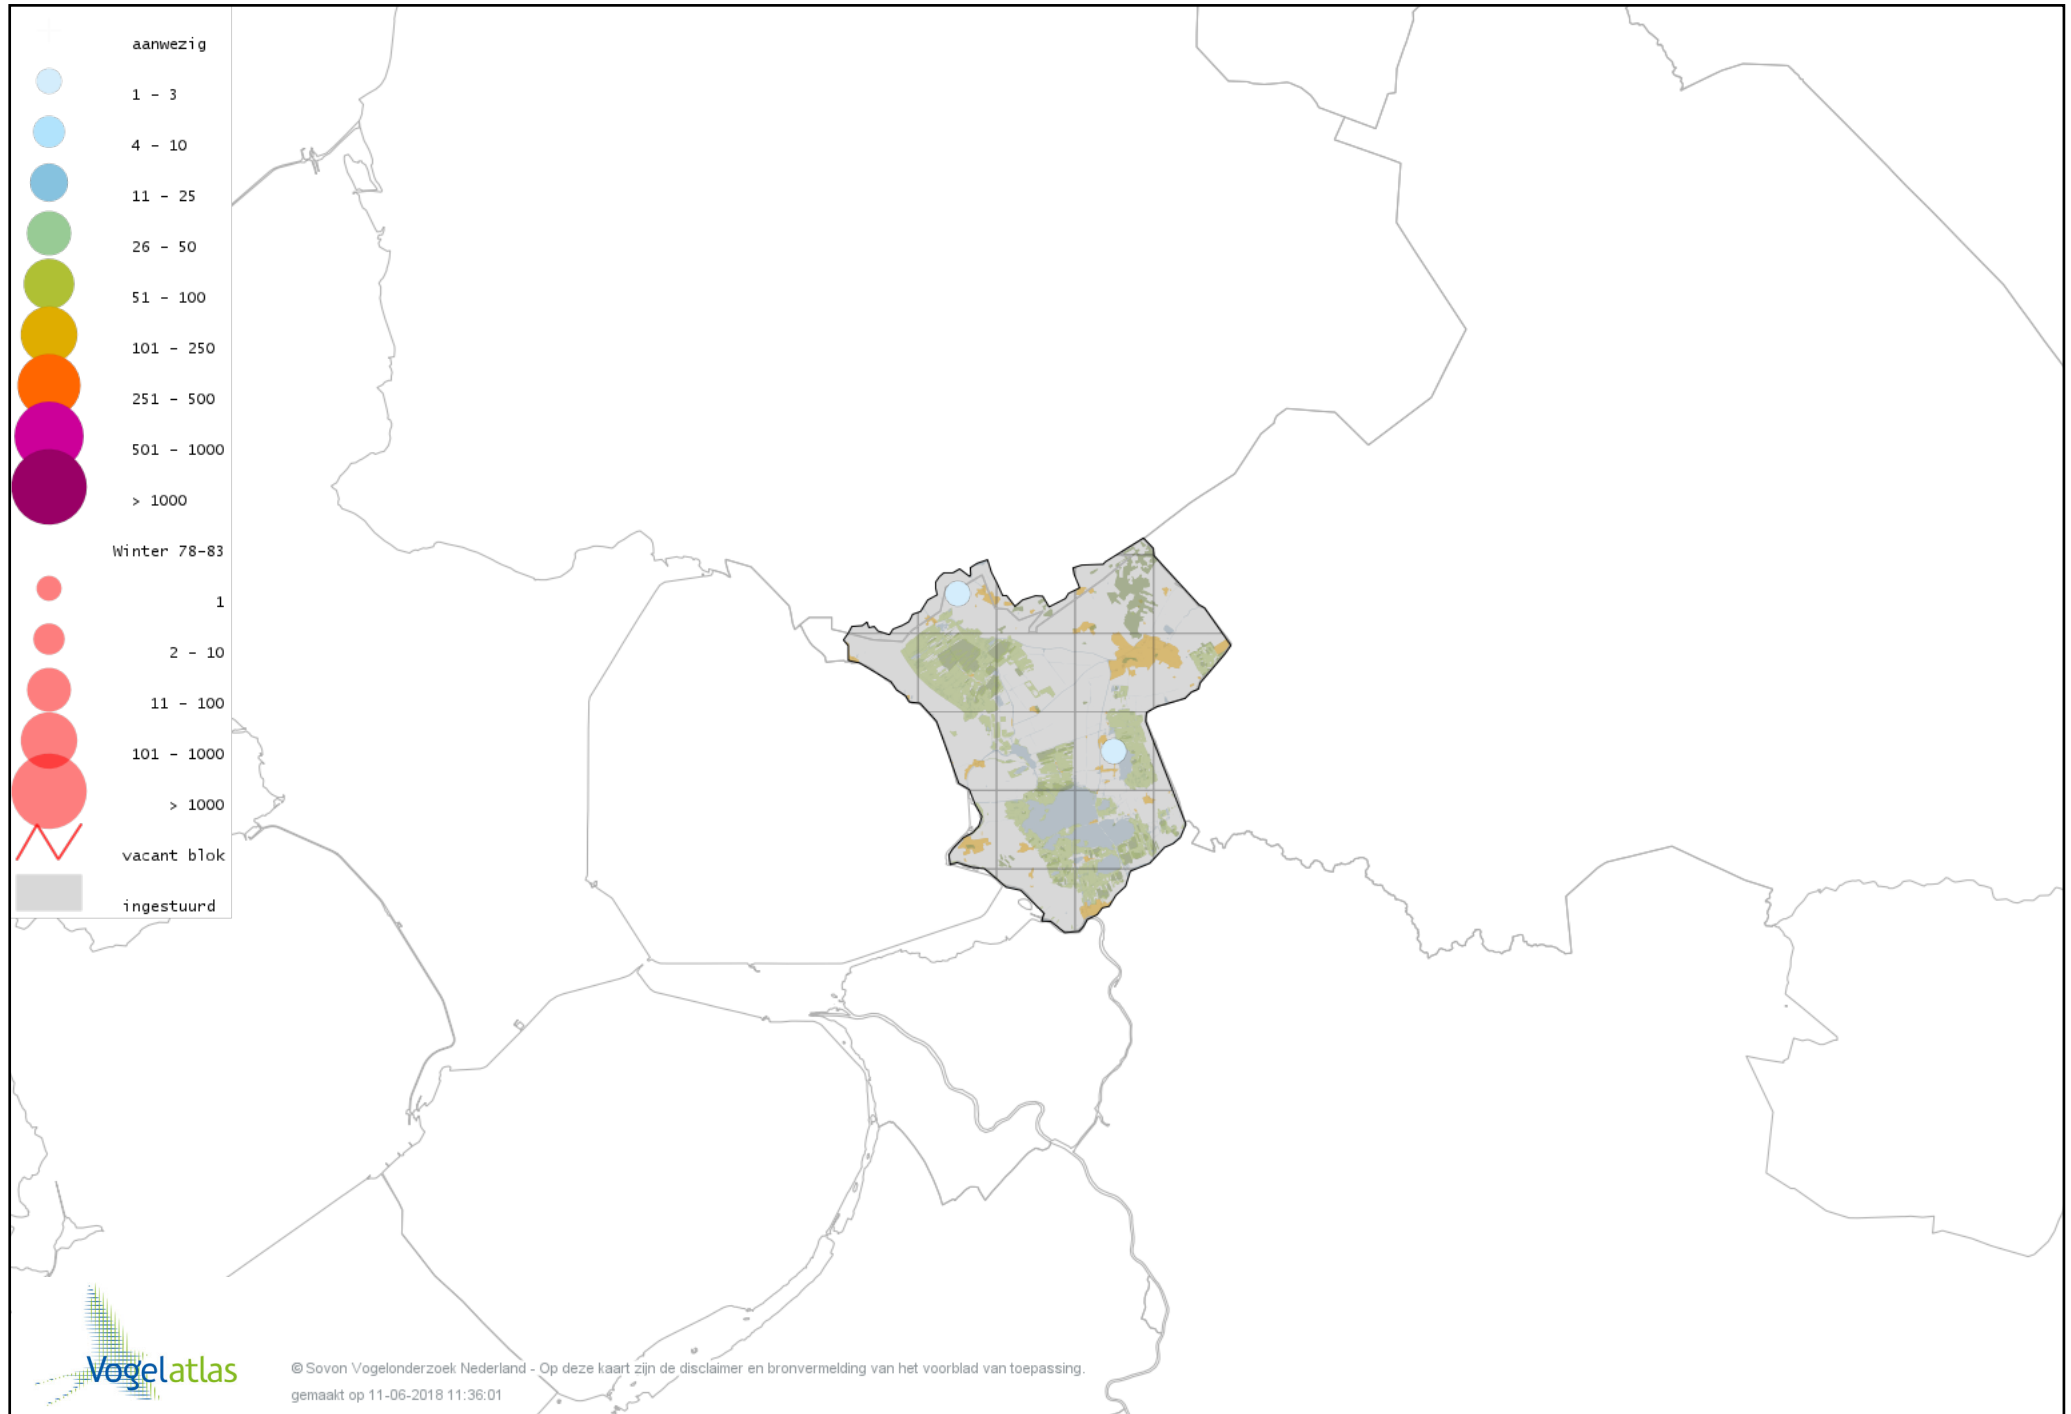 aanwezig
1 - 3
4 - 10
11 - 25
26 - 50
51 - 100
101 - 250
251 - 500
501 - 1000
> 1000
Winter 78-83
1
2 - 10
11 - 100
101 - 1000
> 1000
vacant blok
ingestuurd
Vogelatlas
© Sovon Vogelonderzoek Nederland - Op deze kaart zijn de disclaimer en bronvermelding van het voorblad van toepassing.
gemaakt op 11-06-2018 11:36:01